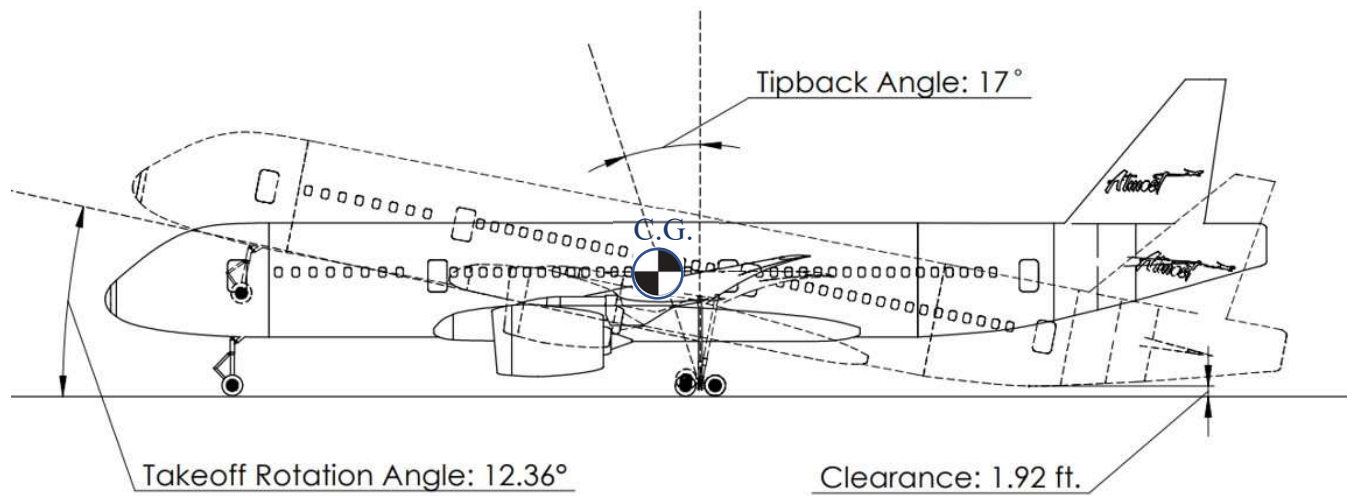 Tipback Angle: 17°
C.G.
Takeoff Rotation Angle: 12.36°
Clearance: 1.92 ft.